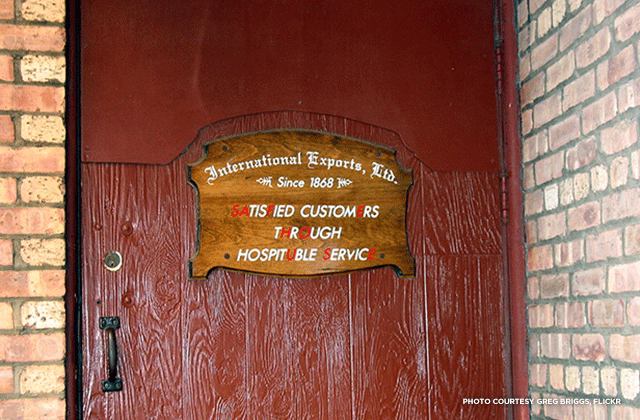 International Exports, Ltd.
Since 1868
SATISFIED CUSTOMERS
THROUGH
HOSPITUBLE SERVICE
PHOTO COURTESY GREG BRIGGS, FLICKR